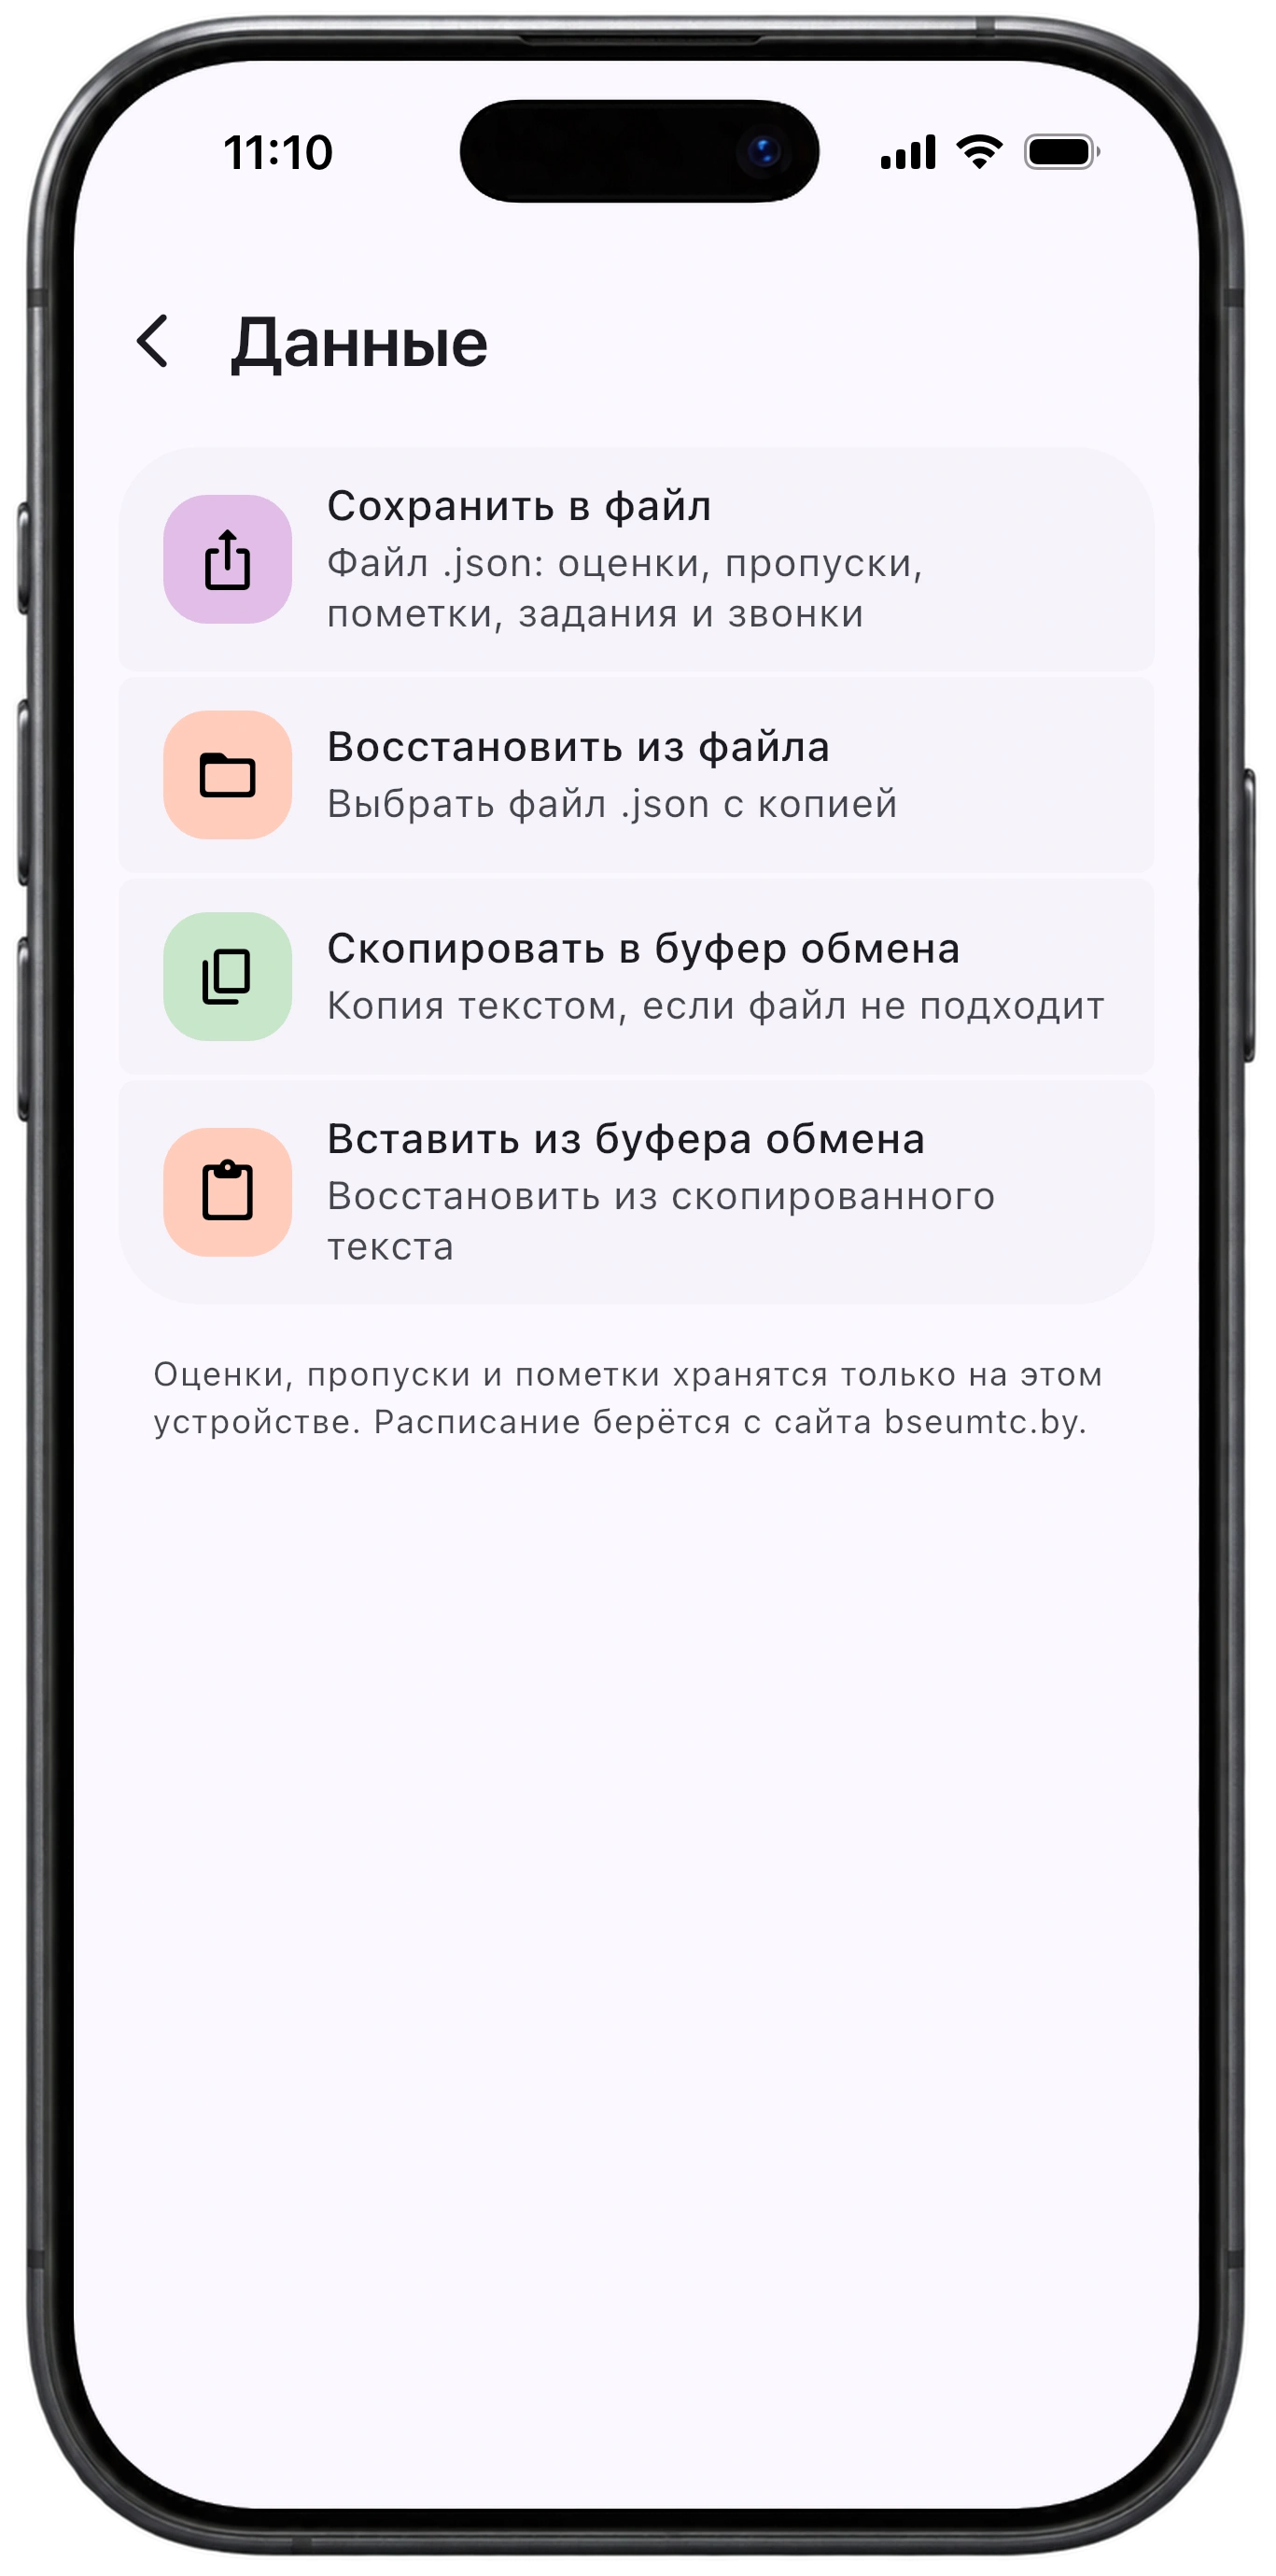 11:10
Данные
Сохранить в файл
Файл .json: оценки, пропуски,
пометки, задания и звонки
Восстановить из файла
Выбрать файл .json с копией
Скопировать в буфер обмена
Копия текстом, если файл не подходит
Вставить из буфера обмена
Восстановить из скопированного
текста
Оценки, пропуски и пометки хранятся только на этом
устройстве. Расписание берётся с сайта bseumtc.by.